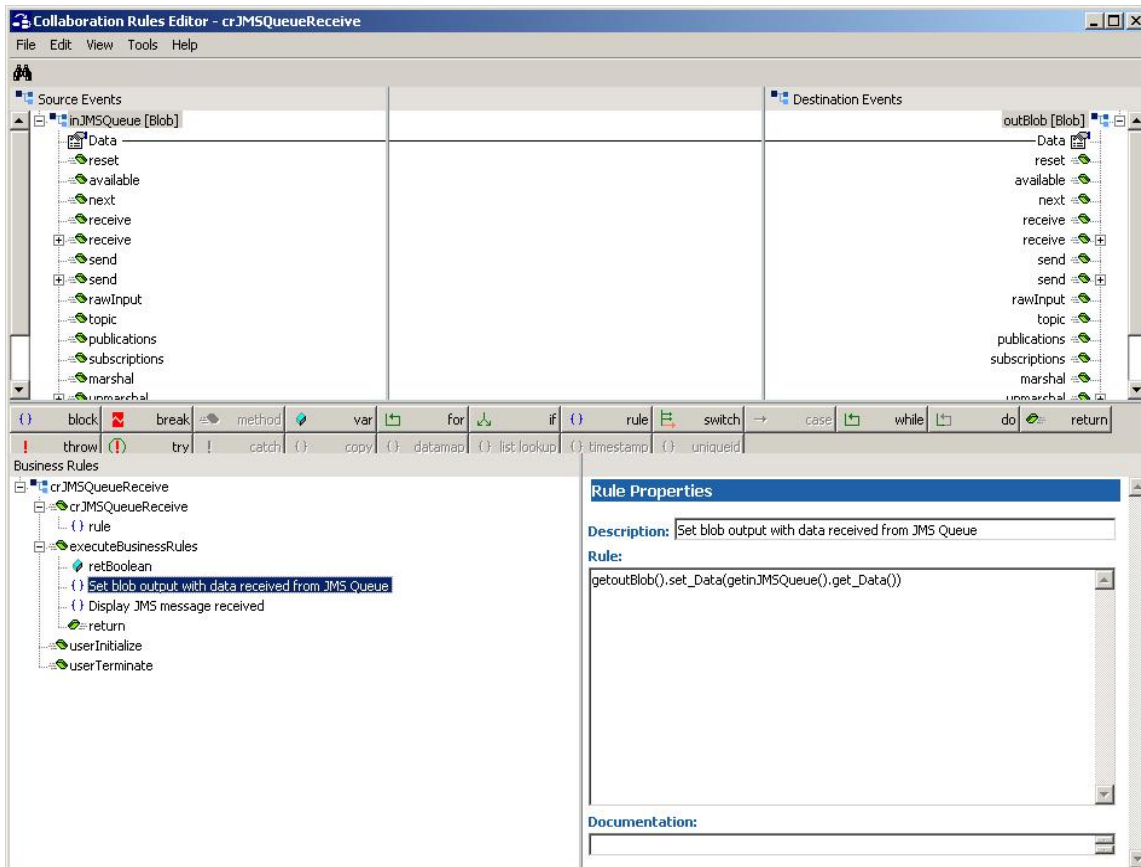 Collaboration Rules Editor - crJMSQueueReceive
File Edit View Tools Help
Source Events
Destination Events
injMSQueue [Blob]
outBlob [Blob]
Data
Data
reset
reset
available
available
next
next
receive
receive
receive
receive
send
send
send
send
rawInput
rawInput
topic
topic
publications
publications
subscriptions
subscriptions
marshal
marshal
unmarshal
unmarshal
{} block break method var for if {} rule switch case while do return
! throw (!) try ! catch {} copy {} datamap {} list lookup {} timestamp {} uniqueid
Business Rules
crJMSQueueReceive
crJMSQueueReceive
{} rule
executeBusinessRules
retBoolean
{} Set blob output with data received from JMS Queue
{} Display JMS message received
return
userInitialize
userTerminate
Rule Properties
Description: Set blob output with data received from JMS Queue
Rule:
getoutBlob().set_Data(getinJMSQueue().get_Data())
Documentation: